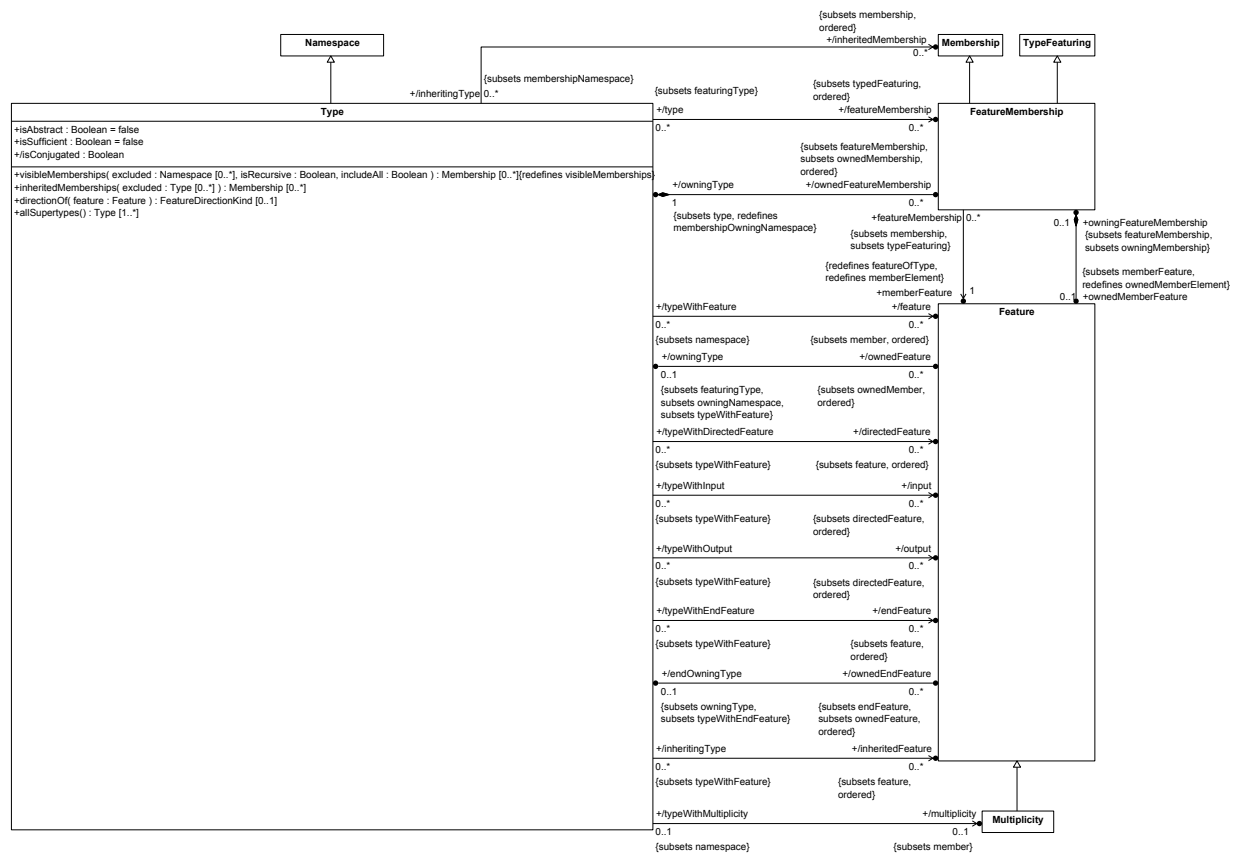 {subsets membership,
ordered}
+/inheritedMembership
0..*
Namespace
Membership
TypeFeaturing
{subsets membershipNamespace}
+/inheritingType 0..*
Type
+isAbstract : Boolean = false
+isSufficient : Boolean = false
+/isConjugated : Boolean
+visibleMemberships( excluded : Namespace [0..*], isRecursive : Boolean, includeAll : Boolean ) : Membership [0..*]{redefines visibleMemberships}
+inheritedMemberships( excluded : Type [0..*] ) : Membership [0..*]
+directionOf( feature : Feature ) : FeatureDirectionKind [0..1]
+allSupertypes() : Type [1..*]
{subsets featuringType}
{subsets typedFeaturing,
ordered}
+/type
+/featureMembership
0..*
0..*
FeatureMembership
{subsets featureMembership,
subsets ownedMembership,
ordered}
+/owningType
+/ownedFeatureMembership
1
0..*
{subsets type, redefines
membershipOwningNamespace}
+featureMembership 0..*
{subsets membership,
subsets typeFeaturing}
0..1
+owningFeatureMembership
{subsets featureMembership,
subsets owningMembership}
{redefines featureOfType,
redefines memberElement}
+memberFeature
1
{subsets memberFeature,
redefines ownedMemberElement}
0..1
+ownedMemberFeature
Feature
+/typeWithFeature
+/feature
0..*
0..*
{subsets namespace}
{subsets member, ordered}
+/owningType
+/ownedFeature
0..1
0..*
{subsets featuringType,
subsets owningNamespace,
subsets typeWithFeature}
{subsets ownedMember,
ordered}
+/typeWithDirectedFeature
+/directedFeature
0..*
0..*
{subsets typeWithFeature}
{subsets feature, ordered}
+/typeWithInput
+/input
0..*
0..*
{subsets typeWithFeature}
{subsets directedFeature,
ordered}
+/typeWithOutput
+/output
0..*
0..*
{subsets typeWithFeature}
{subsets directedFeature,
ordered}
+/typeWithEndFeature
+/endFeature
0..*
0..*
{subsets typeWithFeature}
{subsets feature,
ordered}
+/endOwningType
+/ownedEndFeature
0..1
0..*
{subsets owningType,
subsets typeWithEndFeature}
{subsets endFeature,
subsets ownedFeature,
ordered}
+/inheritingType
+/inheritedFeature
0..*
0..*
{subsets typeWithFeature}
{subsets feature,
ordered}
+/typeWithMultiplicity
+/multiplicity
0..1
0..1
{subsets namespace}
{subsets member}
Multiplicity